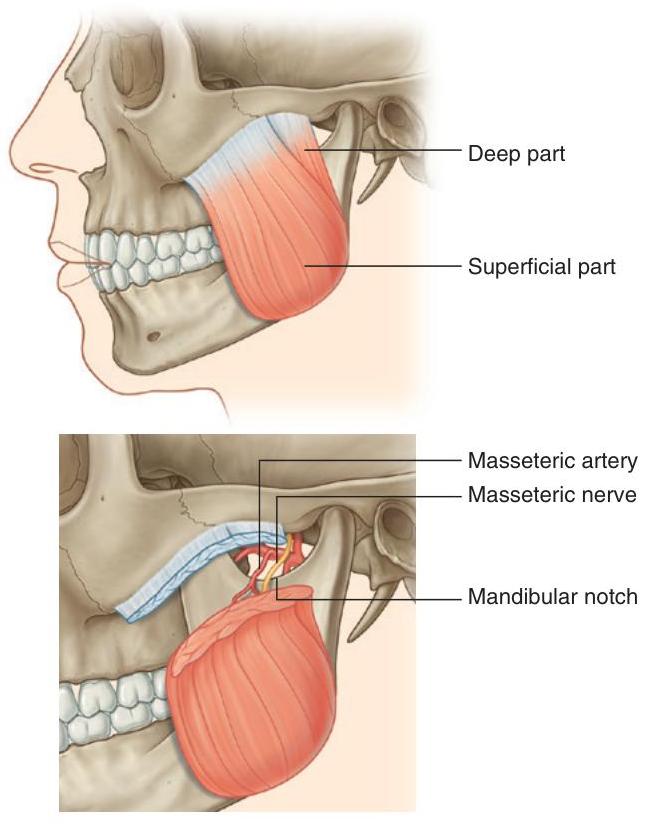 Deep part
Superficial part
Masseteric artery
Masseteric nerve
Mandibular notch